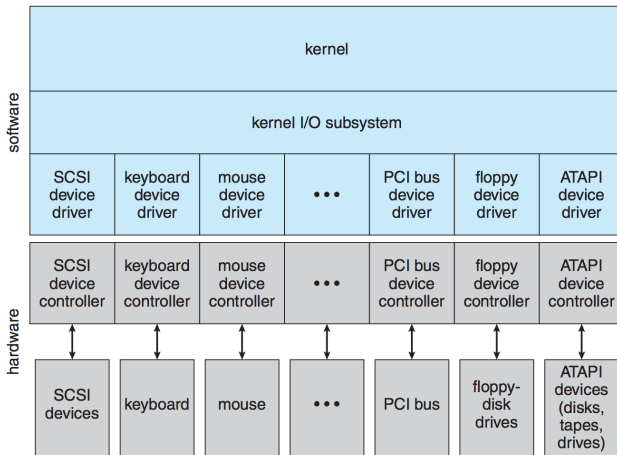 software
kernel
kernel I/O subsystem
SCSI
device
driver
keyboard
device
driver
mouse
device
driver
•••
PCI bus
device
driver
floppy
device
driver
ATAPI
device
driver
hardware
SCSI
device
controller
keyboard
device
controller
mouse
device
controller
•••
PCI bus
device
controller
floppy
device
controller
ATAPI
device
controller
SCSI
devices
keyboard
mouse
•••
PCI bus
floppy-
disk
drives
ATAPI
devices
(disks,
tapes,
drives)